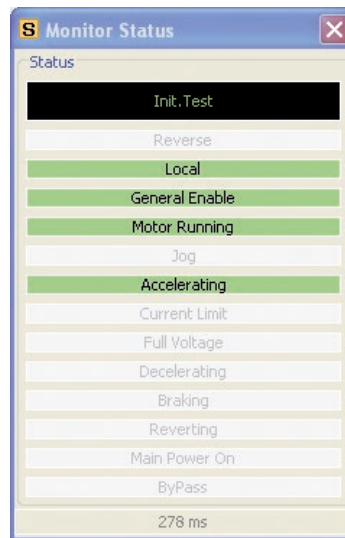 S Monitor Status
Status
Init.Test
Reverse
Local
General Enable
Motor Running
Jog
Accelerating
Current Limit
Full Voltage
Decelerating
Braking
Reverting
Main Power On
ByPass
278 ms